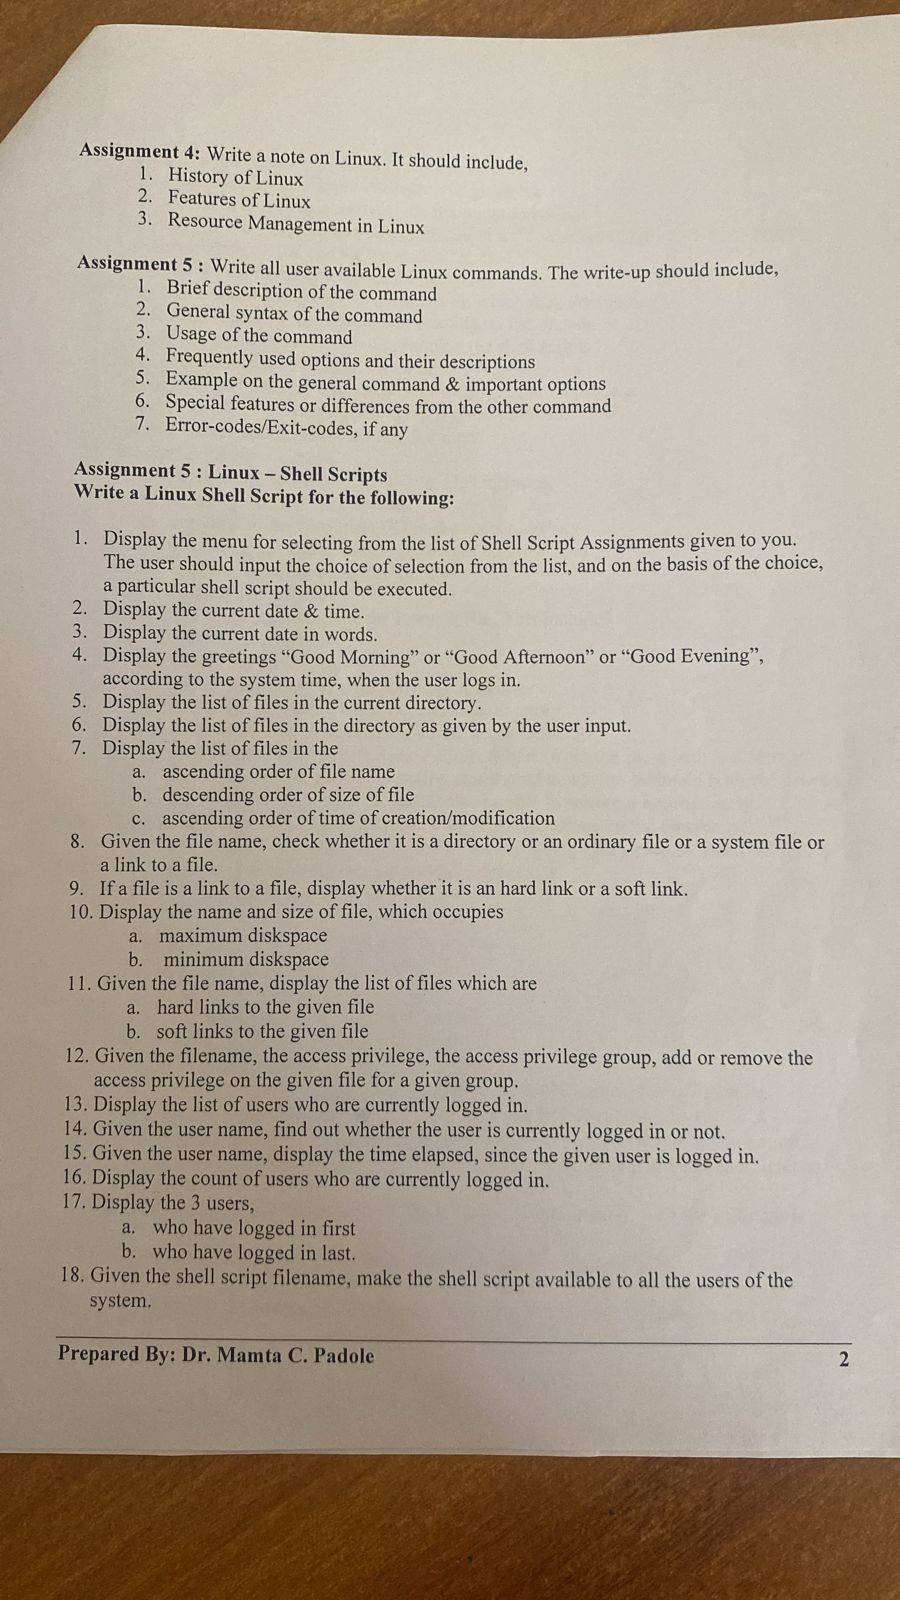 Assignment 4: Write a note on Linux. It should include,
1. History of Linux
2. Features of Linux
3. Resource Management in Linux
Assignment 5 : Write all user available Linux commands. The write-up should include,
1. Brief description of the command
2. General syntax of the command
3. Usage of the command
4. Frequently used options and their descriptions
5. Example on the general command & important options
6. Special features or differences from the other command
7. Error-codes/Exit-codes, if any
Assignment 5 : Linux – Shell Scripts
Write a Linux Shell Script for the following:
1. Display the menu for selecting from the list of Shell Script Assignments given to you.
The user should input the choice of selection from the list, and on the basis of the choice,
a particular shell script should be executed.
2. Display the current date & time.
3. Display the current date in words.
4. Display the greetings “Good Morning” or “Good Afternoon” or “Good Evening”,
according to the system time, when the user logs in.
5. Display the list of files in the current directory.
6. Display the list of files in the directory as given by the user input.
7. Display the list of files in the
a. ascending order of file name
b. descending order of size of file
c. ascending order of time of creation/modification
8. Given the file name, check whether it is a directory or an ordinary file or a system file or
a link to a file.
9. If a file is a link to a file, display whether it is an hard link or a soft link.
10. Display the name and size of file, which occupies
a. maximum diskspace
b. minimum diskspace
11. Given the file name, display the list of files which are
a. hard links to the given file
b. soft links to the given file
12. Given the filename, the access privilege, the access privilege group, add or remove the
access privilege on the given file for a given group.
13. Display the list of users who are currently logged in.
14. Given the user name, find out whether the user is currently logged in or not.
15. Given the user name, display the time elapsed, since the given user is logged in.
16. Display the count of users who are currently logged in.
17. Display the 3 users,
a. who have logged in first
b. who have logged in last.
18. Given the shell script filename, make the shell script available to all the users of the
system.
Prepared By: Dr. Mamta C. Padole 2